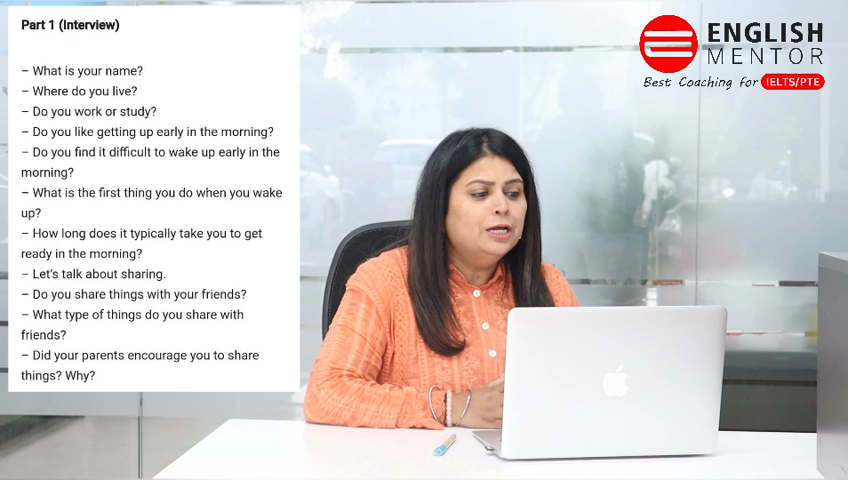 Part 1 (Interview)
– What is your name?
– Where do you live?
– Do you work or study?
– Do you like getting up early in the morning?
– Do you find it difficult to wake up early in the
morning?
– What is the first thing you do when you wake
up?
– How long does it typically take you to get
ready in the morning?
– Let's talk about sharing.
– Do you share things with your friends?
– What type of things do you share with
friends?
– Did your parents encourage you to share
things? Why?
ENGLISH
MENTOR
Best Coaching for IELTS/PTE